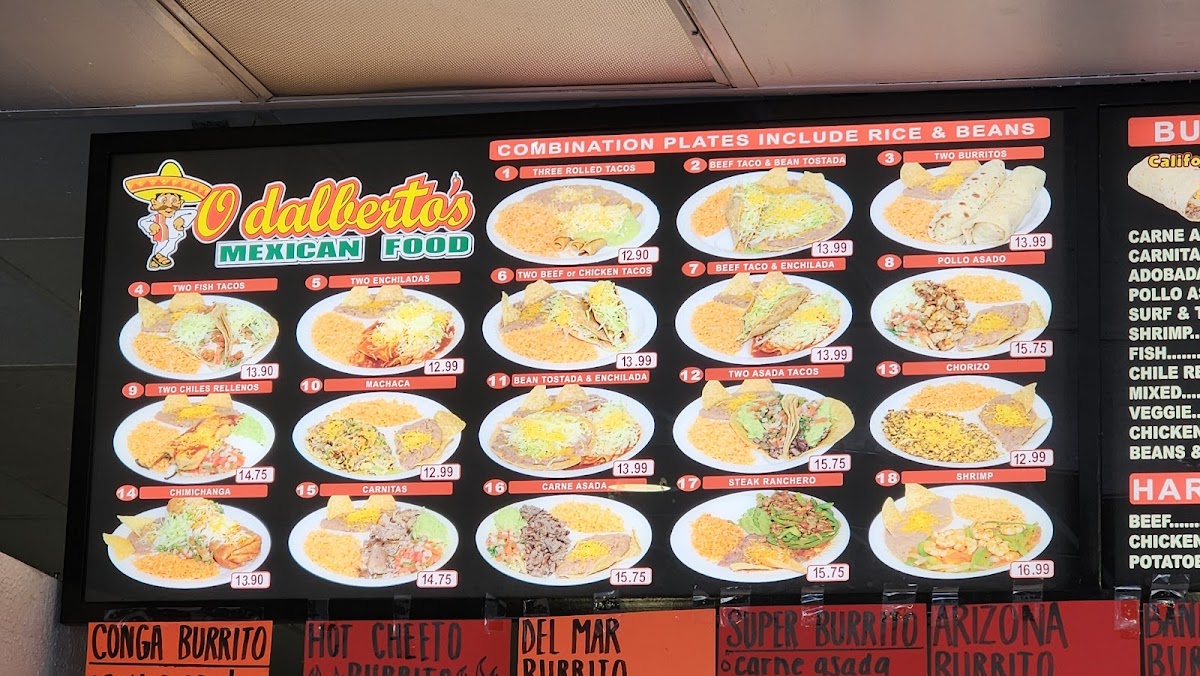 O dalberto's
MEXICAN FOOD
COMBINATION PLATES INCLUDE RICE & BEANS
1 THREE ROLLED TACOS
12.90
2 BEEF TACO & BEAN TOSTADA
13.99
3 TWO BURRITOS
13.99
4 TWO FISH TACOS
13.90
5 TWO ENCHILADAS
12.99
6 TWO BEEF or CHICKEN TACOS
13.99
7 BEEF TACO & ENCHILADA
13.99
8 POLLO ASADO
15.75
9 TWO CHILES RELLENOS
14.75
10 MACHACA
12.99
11 BEAN TOSTADA & ENCHILADA
13.99
12 TWO ASADA TACOS
15.75
13 CHORIZO
12.99
14 CHIMICHANGA
13.90
15 CARNITAS
14.75
16 CARNE ASADA
15.75
17 STEAK RANCHERO
15.75
18 SHRIMP
16.99
BU
Califo
CARNE A
CARNITA
ADOBADA
POLLO AS
SURF & T
SHRIMP...
FISH.......
CHILE RE
MIXED.....
VEGGIE...
CHICKEN
BEANS &
HAR
BEEF.......
CHICKEN
POTATOE
CONGA BURRITO
HOT CHEETO
BURRITO
DEL MAR
BURRITO
SUPER BURRITO
carne asada
ARIZONA
BURRITO
BAN
BUR